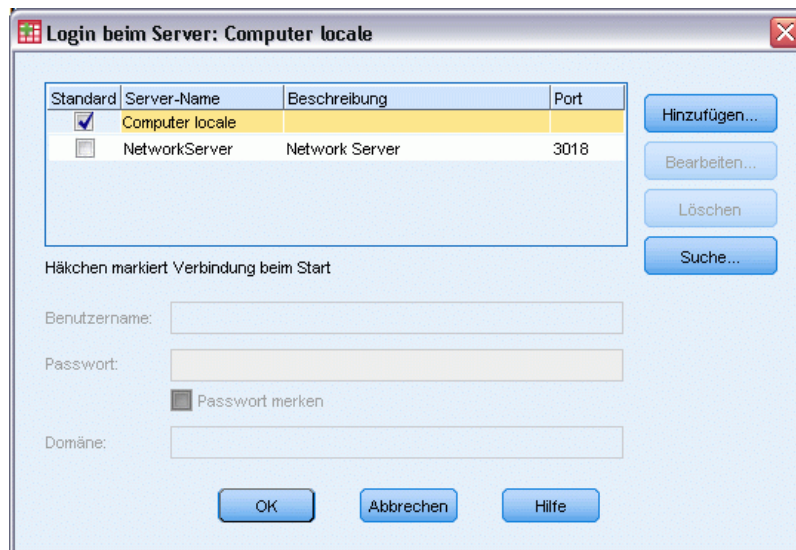 Login beim Server: Computer locale
Standard Server-Name Beschreibung Port
Computer locale
NetworkServer Network Server 3018
Hinzufügen...
Bearbeiten...
Löschen
Suche...
Häkchen markiert Verbindung beim Start
Benutzername:
Passwort:
Passwort merken
Domäne:
OK Abbrechen Hilfe